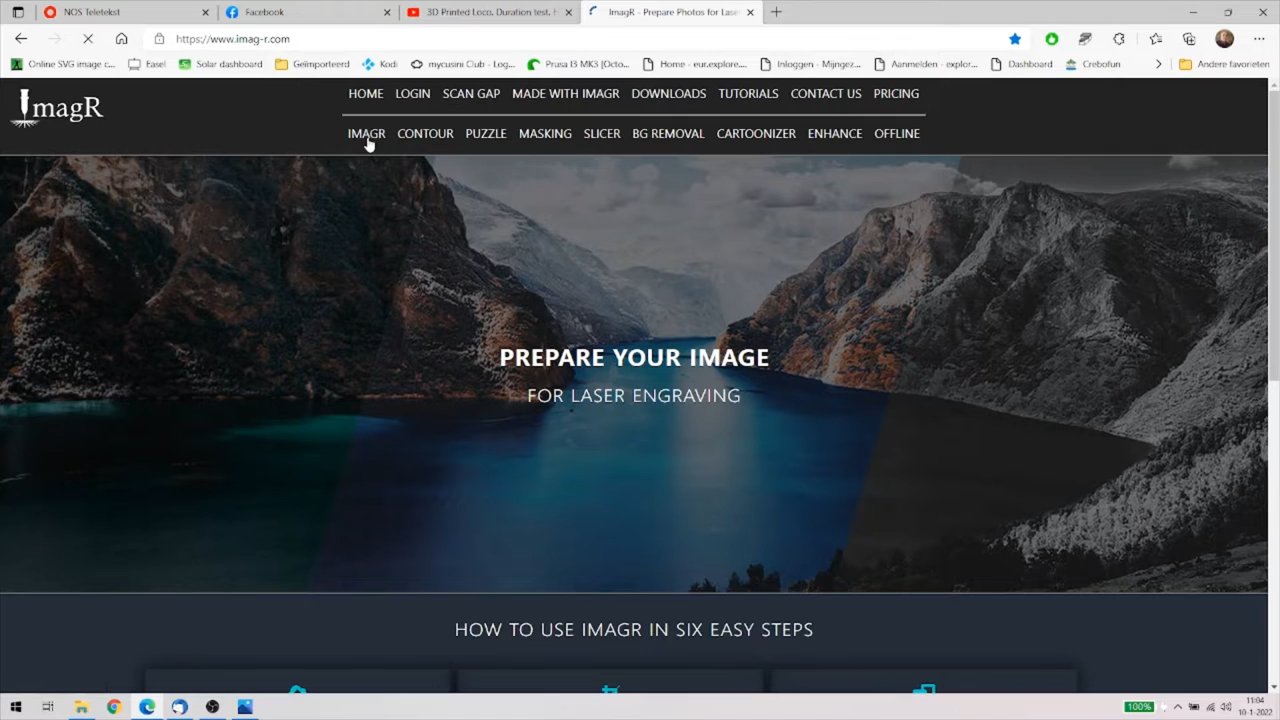 NOS Teletekst
Facebook
3D Printed Loco. Duration test.
ImagR - Prepare Photos for Lase
https://www.imag-r.com
Online SVG image c...
Easel
Solar dashboard
Geïmporteerd
Kodi
mycusini Club - Log...
Prusa I3 MK3 [Octo...
Home - eur.explore...
Inloggen - Mijngez...
Aanmelden - explor...
Dashboard
Crebofun
Andere favorieten
ImagR
HOME LOGIN SCAN GAP MADE WITH IMAGR DOWNLOADS TUTORIALS CONTACT US PRICING
IMAGR CONTOUR PUZZLE MASKING SLICER BG REMOVAL CARTOONIZER ENHANCE OFFLINE
PREPARE YOUR IMAGE
FOR LASER ENGRAVING
HOW TO USE IMAGR IN SIX EASY STEPS
100%
11:04
10-1-2022